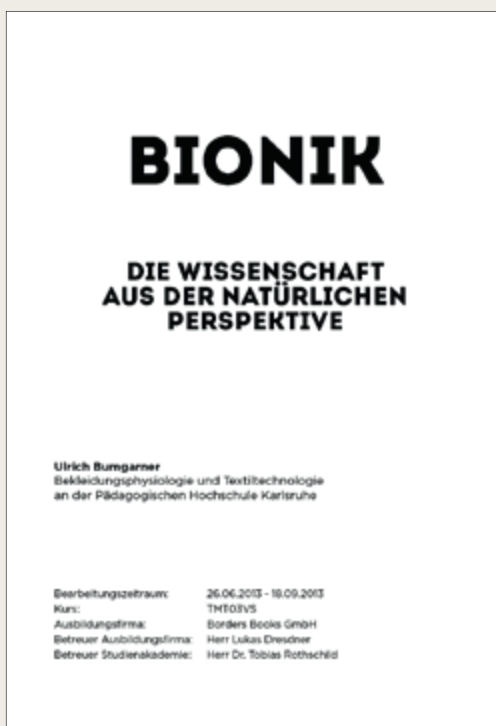 BIONIK
DIE WISSENSCHAFT
AUS DER NATÜRLICHEN
PERSPEKTIVE
Ulrich Bumgarner
Bekleidungsphysiologie und Textiltechnologie
an der Pädagogischen Hochschule Karlsruhe
Bearbeitungszeitraum: 26.06.2013 - 18.09.2013
Kurs: TMT03VS
Ausbildungsfirma: Borders Books GmbH
Betreuer Ausbildungsfirma: Herr Lukas Dresdner
Betreuer Studienakademie: Herr Dr. Tobias Rothschild